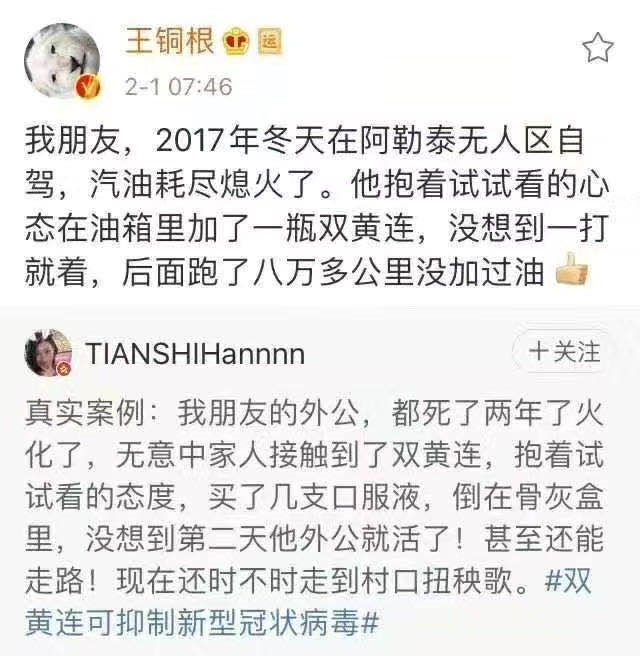 王铜根
运
2-1 07:46
我朋友，2017年冬天在阿勒泰无人区自
驾，汽油耗尽熄火了。他抱着试试看的心
态在油箱里加了一瓶双黄连，没想到一打
就着，后面跑了八万多公里没加过油👍
TIANSHIHannnn
+关注
真实案例：我朋友的外公，都死了两年了火
化了，无意中家人接触到了双黄连，抱着试
试看的态度，买了几支口服液，倒在骨灰盒
里，没想到第二天他外公就活了！甚至还能
走路！现在还时不时走到村口扭秧歌。#双
黄连可抑制新型冠状病毒#